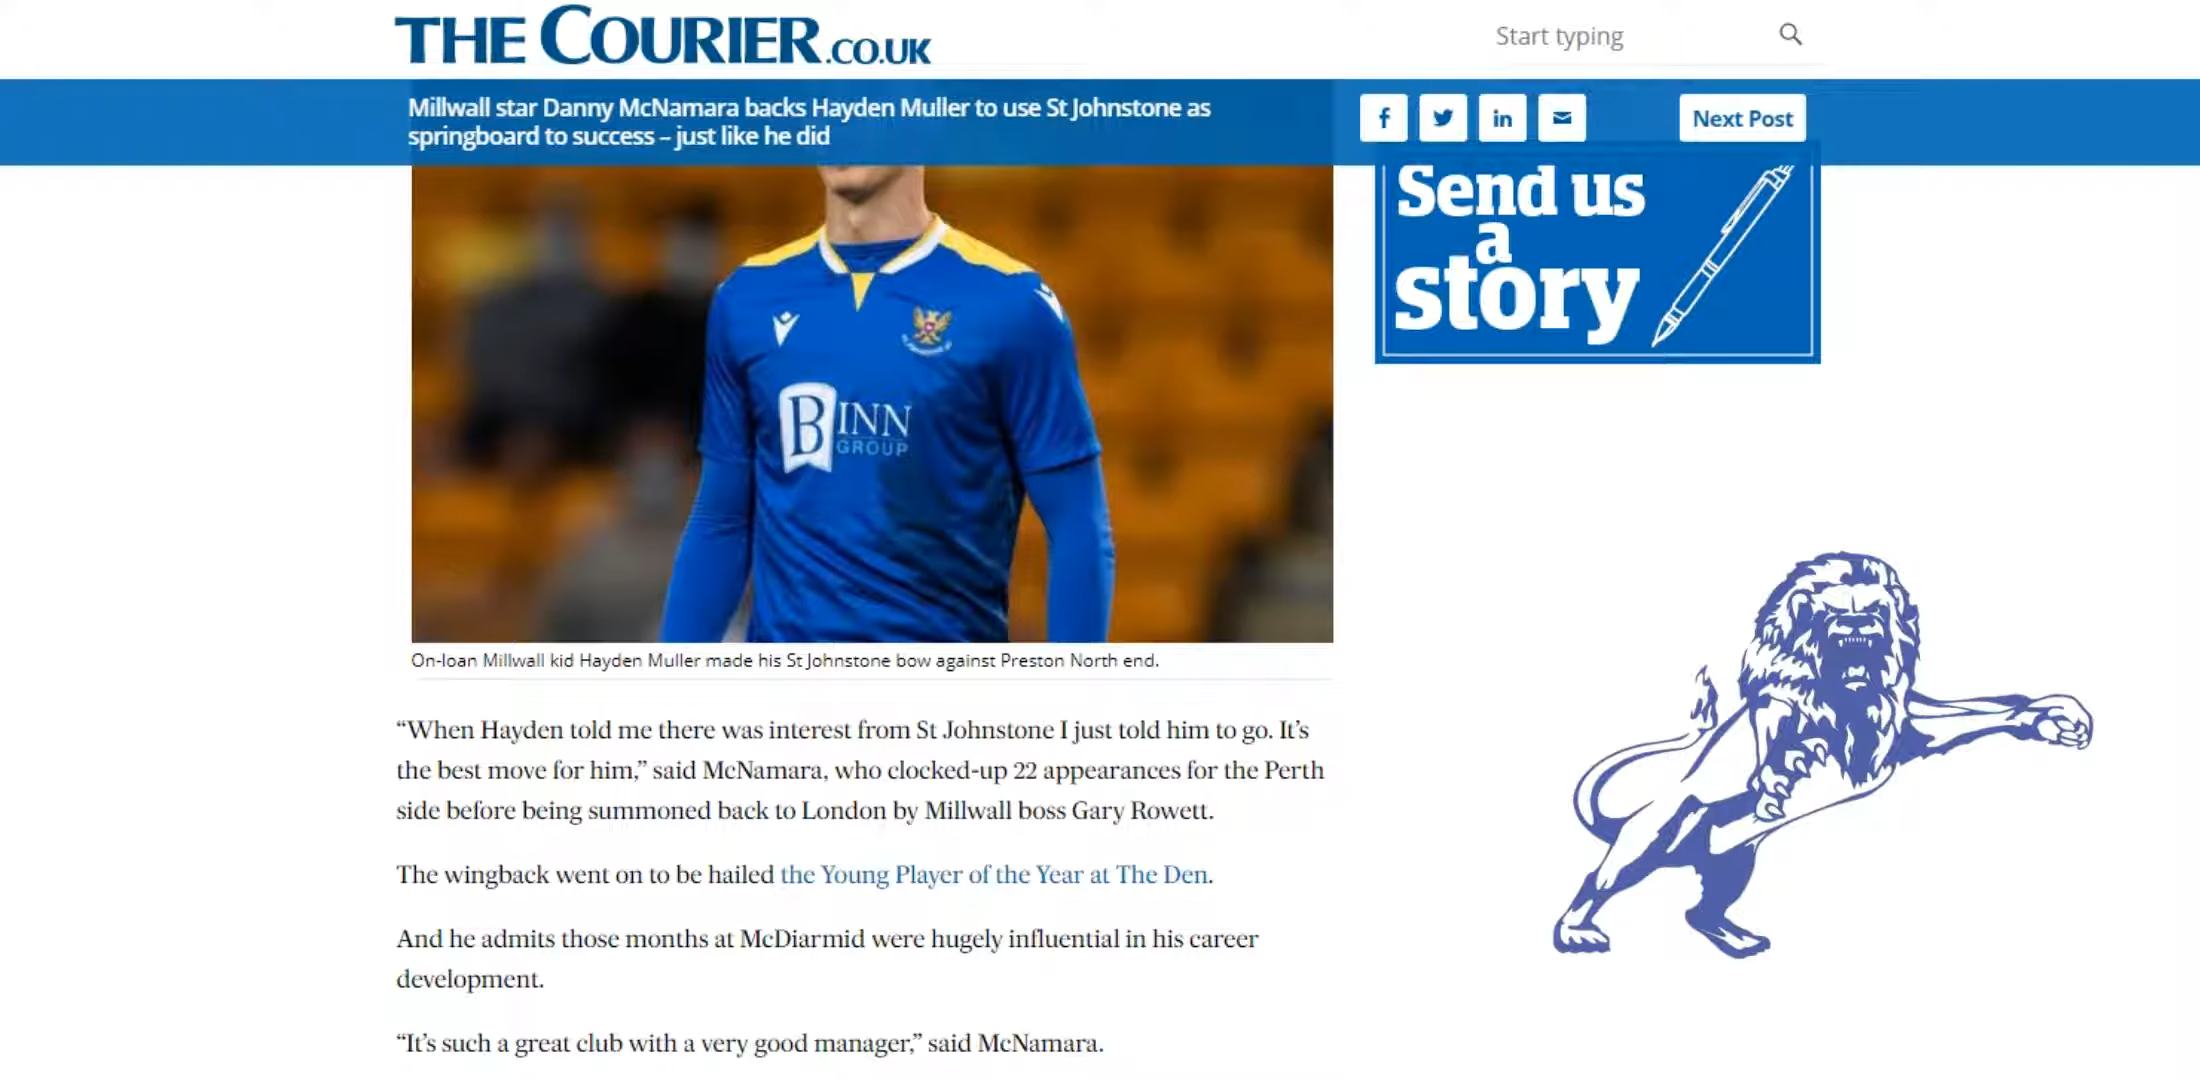 THE COURIER.CO.UK
Start typing
Millwall star Danny McNamara backs Hayden Muller to use St Johnstone as
springboard to success – just like he did
Next Post
Send us
a
story
BINN
GROUP
On-loan Millwall kid Hayden Muller made his St Johnstone bow against Preston North end.
“When Hayden told me there was interest from St Johnstone I just told him to go. It’s
the best move for him,” said McNamara, who clocked-up 22 appearances for the Perth
side before being summoned back to London by Millwall boss Gary Rowett.
The wingback went on to be hailed the Young Player of the Year at The Den.
And he admits those months at McDiarmid were hugely influential in his career
development.
“It’s such a great club with a very good manager,” said McNamara.